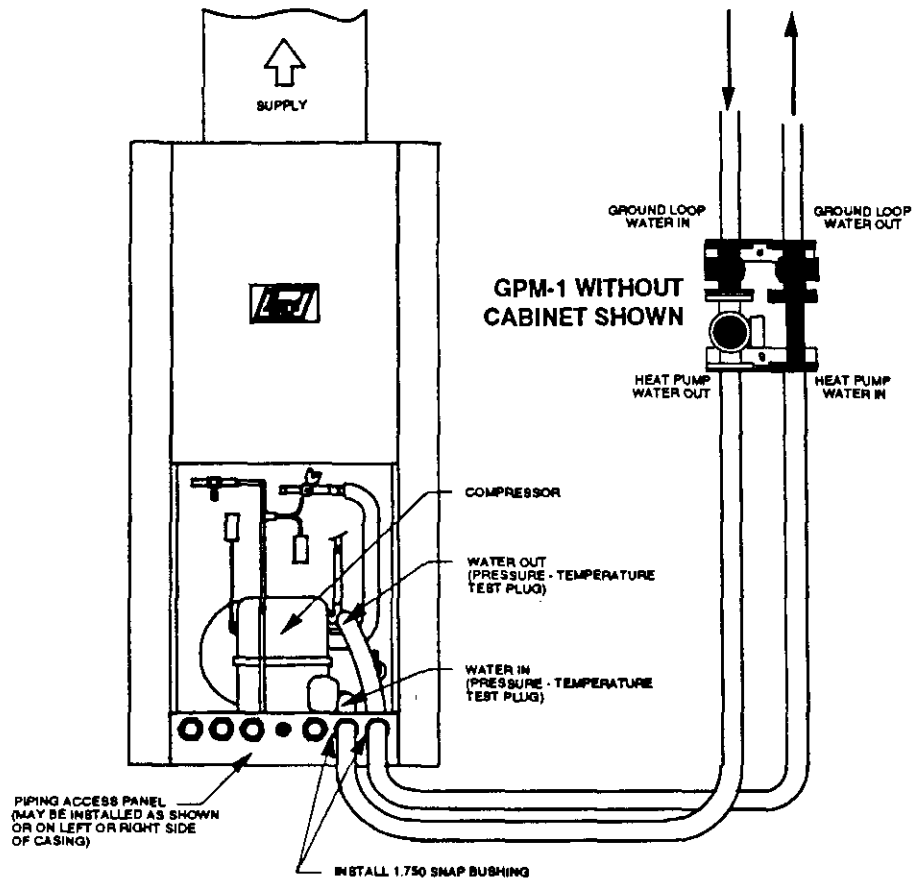 SUPPLY
GROUND LOOP
WATER IN
GROUND LOOP
WATER OUT
GPM-1 WITHOUT
CABINET SHOWN
HEAT PUMP
WATER OUT
HEAT PUMP
WATER IN
COMPRESSOR
WATER OUT
(PRESSURE - TEMPERATURE
TEST PLUG)
WATER IN
(PRESSURE - TEMPERATURE
TEST PLUG)
PIPING ACCESS PANEL
(MAY BE INSTALLED AS SHOWN
OR ON LEFT OR RIGHT SIDE
OF CASING)
INSTALL 1.750 SNAP BUSHING